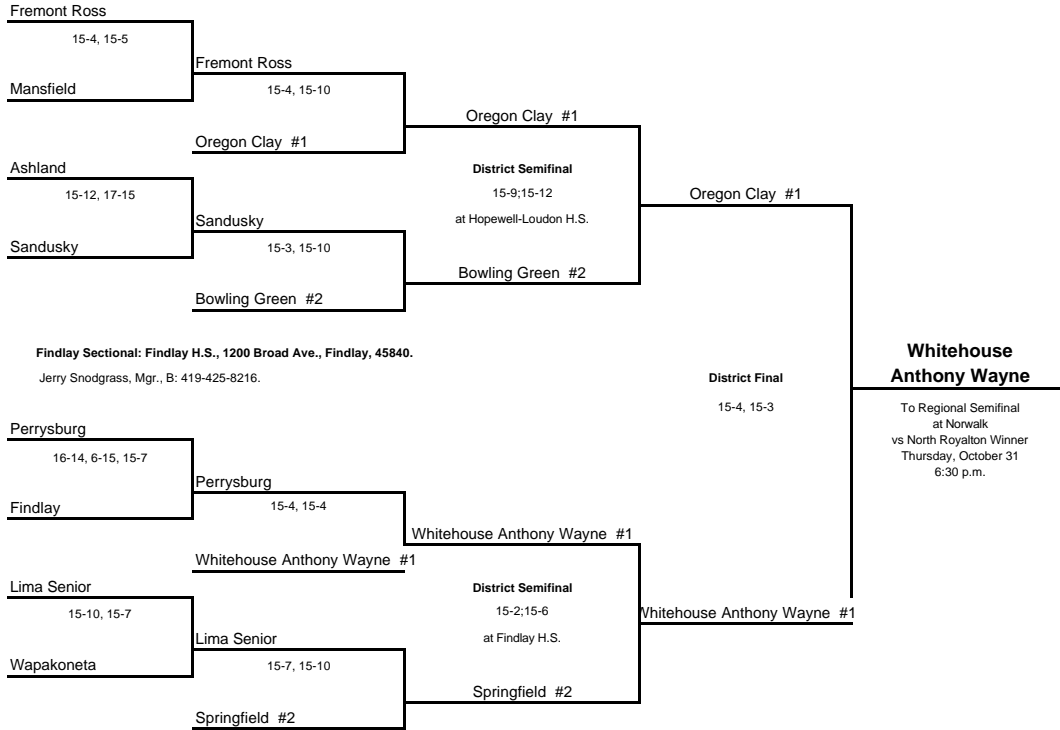 Fremont Ross
15-4, 15-5
Mansfield
Fremont Ross
15-4, 15-10
Oregon Clay #1
Ashland
15-12, 17-15
Sandusky
Sandusky
15-3, 15-10
Bowling Green #2
Oregon Clay #1
District Semifinal
15-9;15-12
at Hopewell-Loudon H.S.
Bowling Green #2
Oregon Clay #1
Findlay Sectional: Findlay H.S., 1200 Broad Ave., Findlay, 45840.
Jerry Snodgrass, Mgr., B: 419-425-8216.
District Final
15-4, 15-3
Whitehouse
Anthony Wayne
To Regional Semifinal
at Norwalk
vs North Royalton Winner
Thursday, October 31
6:30 p.m.
Perrysburg
16-14, 6-15, 15-7
Findlay
Perrysburg
15-4, 15-4
Whitehouse Anthony Wayne #1
Lima Senior
15-10, 15-7
Wapakoneta
Lima Senior
15-7, 15-10
Springfield #2
Whitehouse Anthony Wayne #1
District Semifinal
15-2;15-6
at Findlay H.S.
Springfield #2
Whitehouse Anthony Wayne #1